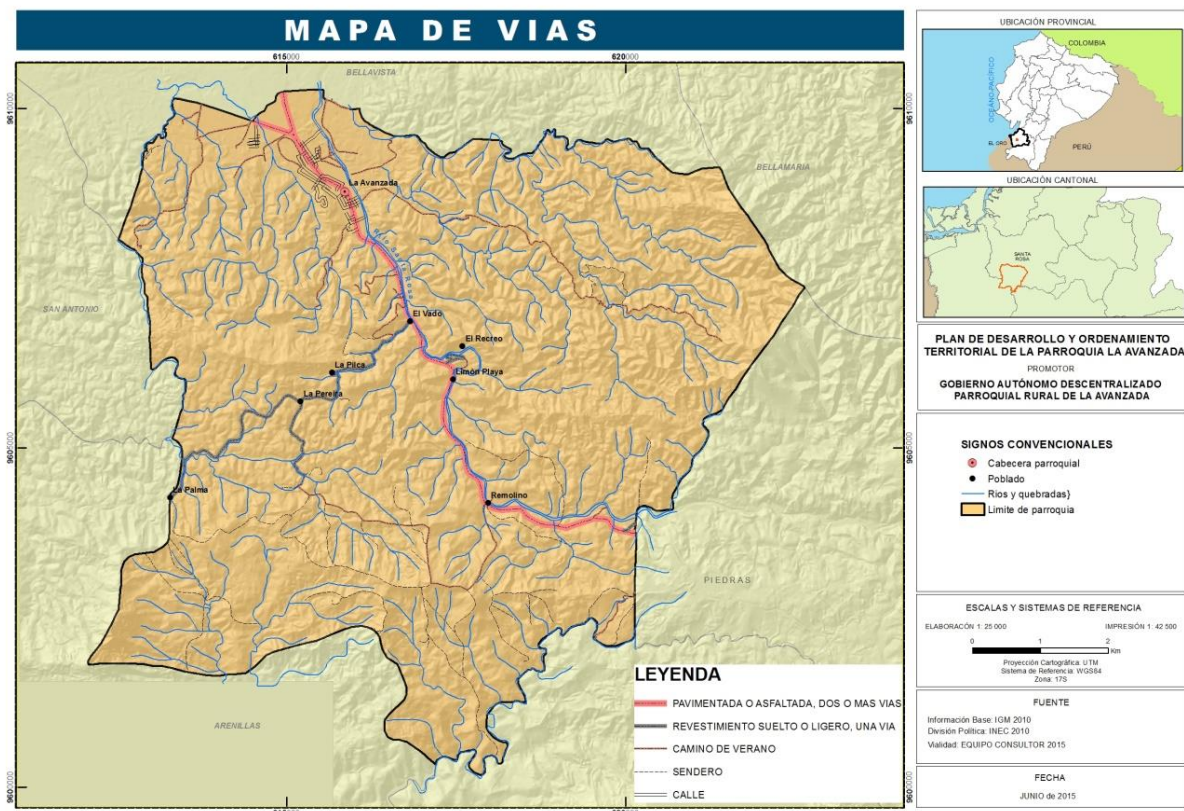 MAPA DE VIAS
615000
620000
9610000
9610000
9605000
9605000
9600000
9600000
BELLAVISTA
BELLAMARIA
SAN ANTONIO
PIEDRAS
ARENILLAS
La Avanzada
Río Santa Rosa
El Vado
El Recreo
La Pilca
Limón Playa
La Pereira
La Palma
Remolino
LEYENDA
PAVIMENTADA O ASFALTADA, DOS O MAS VIAS
REVESTIMIENTO SUELTO O LIGERO, UNA VIA
CAMINO DE VERANO
SENDERO
CALLE
UBICACIÓN PROVINCIAL
COLOMBIA
OCEANO PACÍFICO
EL ORO
PERÚ
UBICACIÓN CANTONAL
SANTA
ROSA
PLAN DE DESARROLLO Y ORDENAMIENTO
TERRITORIAL DE LA PARROQUIA LA AVANZADA
PROMOTOR
GOBIERNO AUTÓNOMO DESCENTRALIZADO
PARROQUIAL RURAL DE LA AVANZADA
SIGNOS CONVENCIONALES
Cabecera parroquial
Poblado
Rios y quebradas}
Limite de parroquia
ESCALAS Y SISTEMAS DE REFERENCIA
ELABORACIÓN 1: 25 000
IMPRESIÓN 1: 42 500
0 1 2
Km
Proyección Cartográfica: UTM
Sistema de Referencia: WGS84
Zona: 17S
FUENTE
Información Base: IGM 2010
División Política: INEC 2010
Vialidad: EQUIPO CONSULTOR 2015
FECHA
JUNIO de 2015